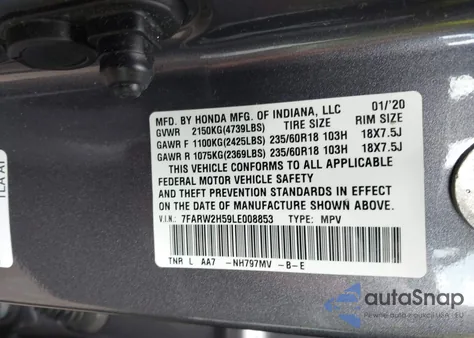 MFD. BY HONDA MFG. OF INDIANA, LLC 01/'20
GVWR 2150KG(4739LBS) TIRE SIZE RIM SIZE
GAWR F 1100KG(2425LBS) 235/60R18 103H 18X7.5J
GAWR R 1075KG(2369LBS) 235/60R18 103H 18X7.5J
THIS VEHICLE CONFORMS TO ALL APPLICABLE
FEDERAL MOTOR VEHICLE SAFETY
AND THEFT PREVENTION STANDARDS IN EFFECT
ON THE DATE OF MANUFACTURE SHOWN ABOVE.
V.I.N.: 7FARW2H59LE008853 TYPE: MPV
TNR L AA7 -NH797MV -B-E
autoSnap